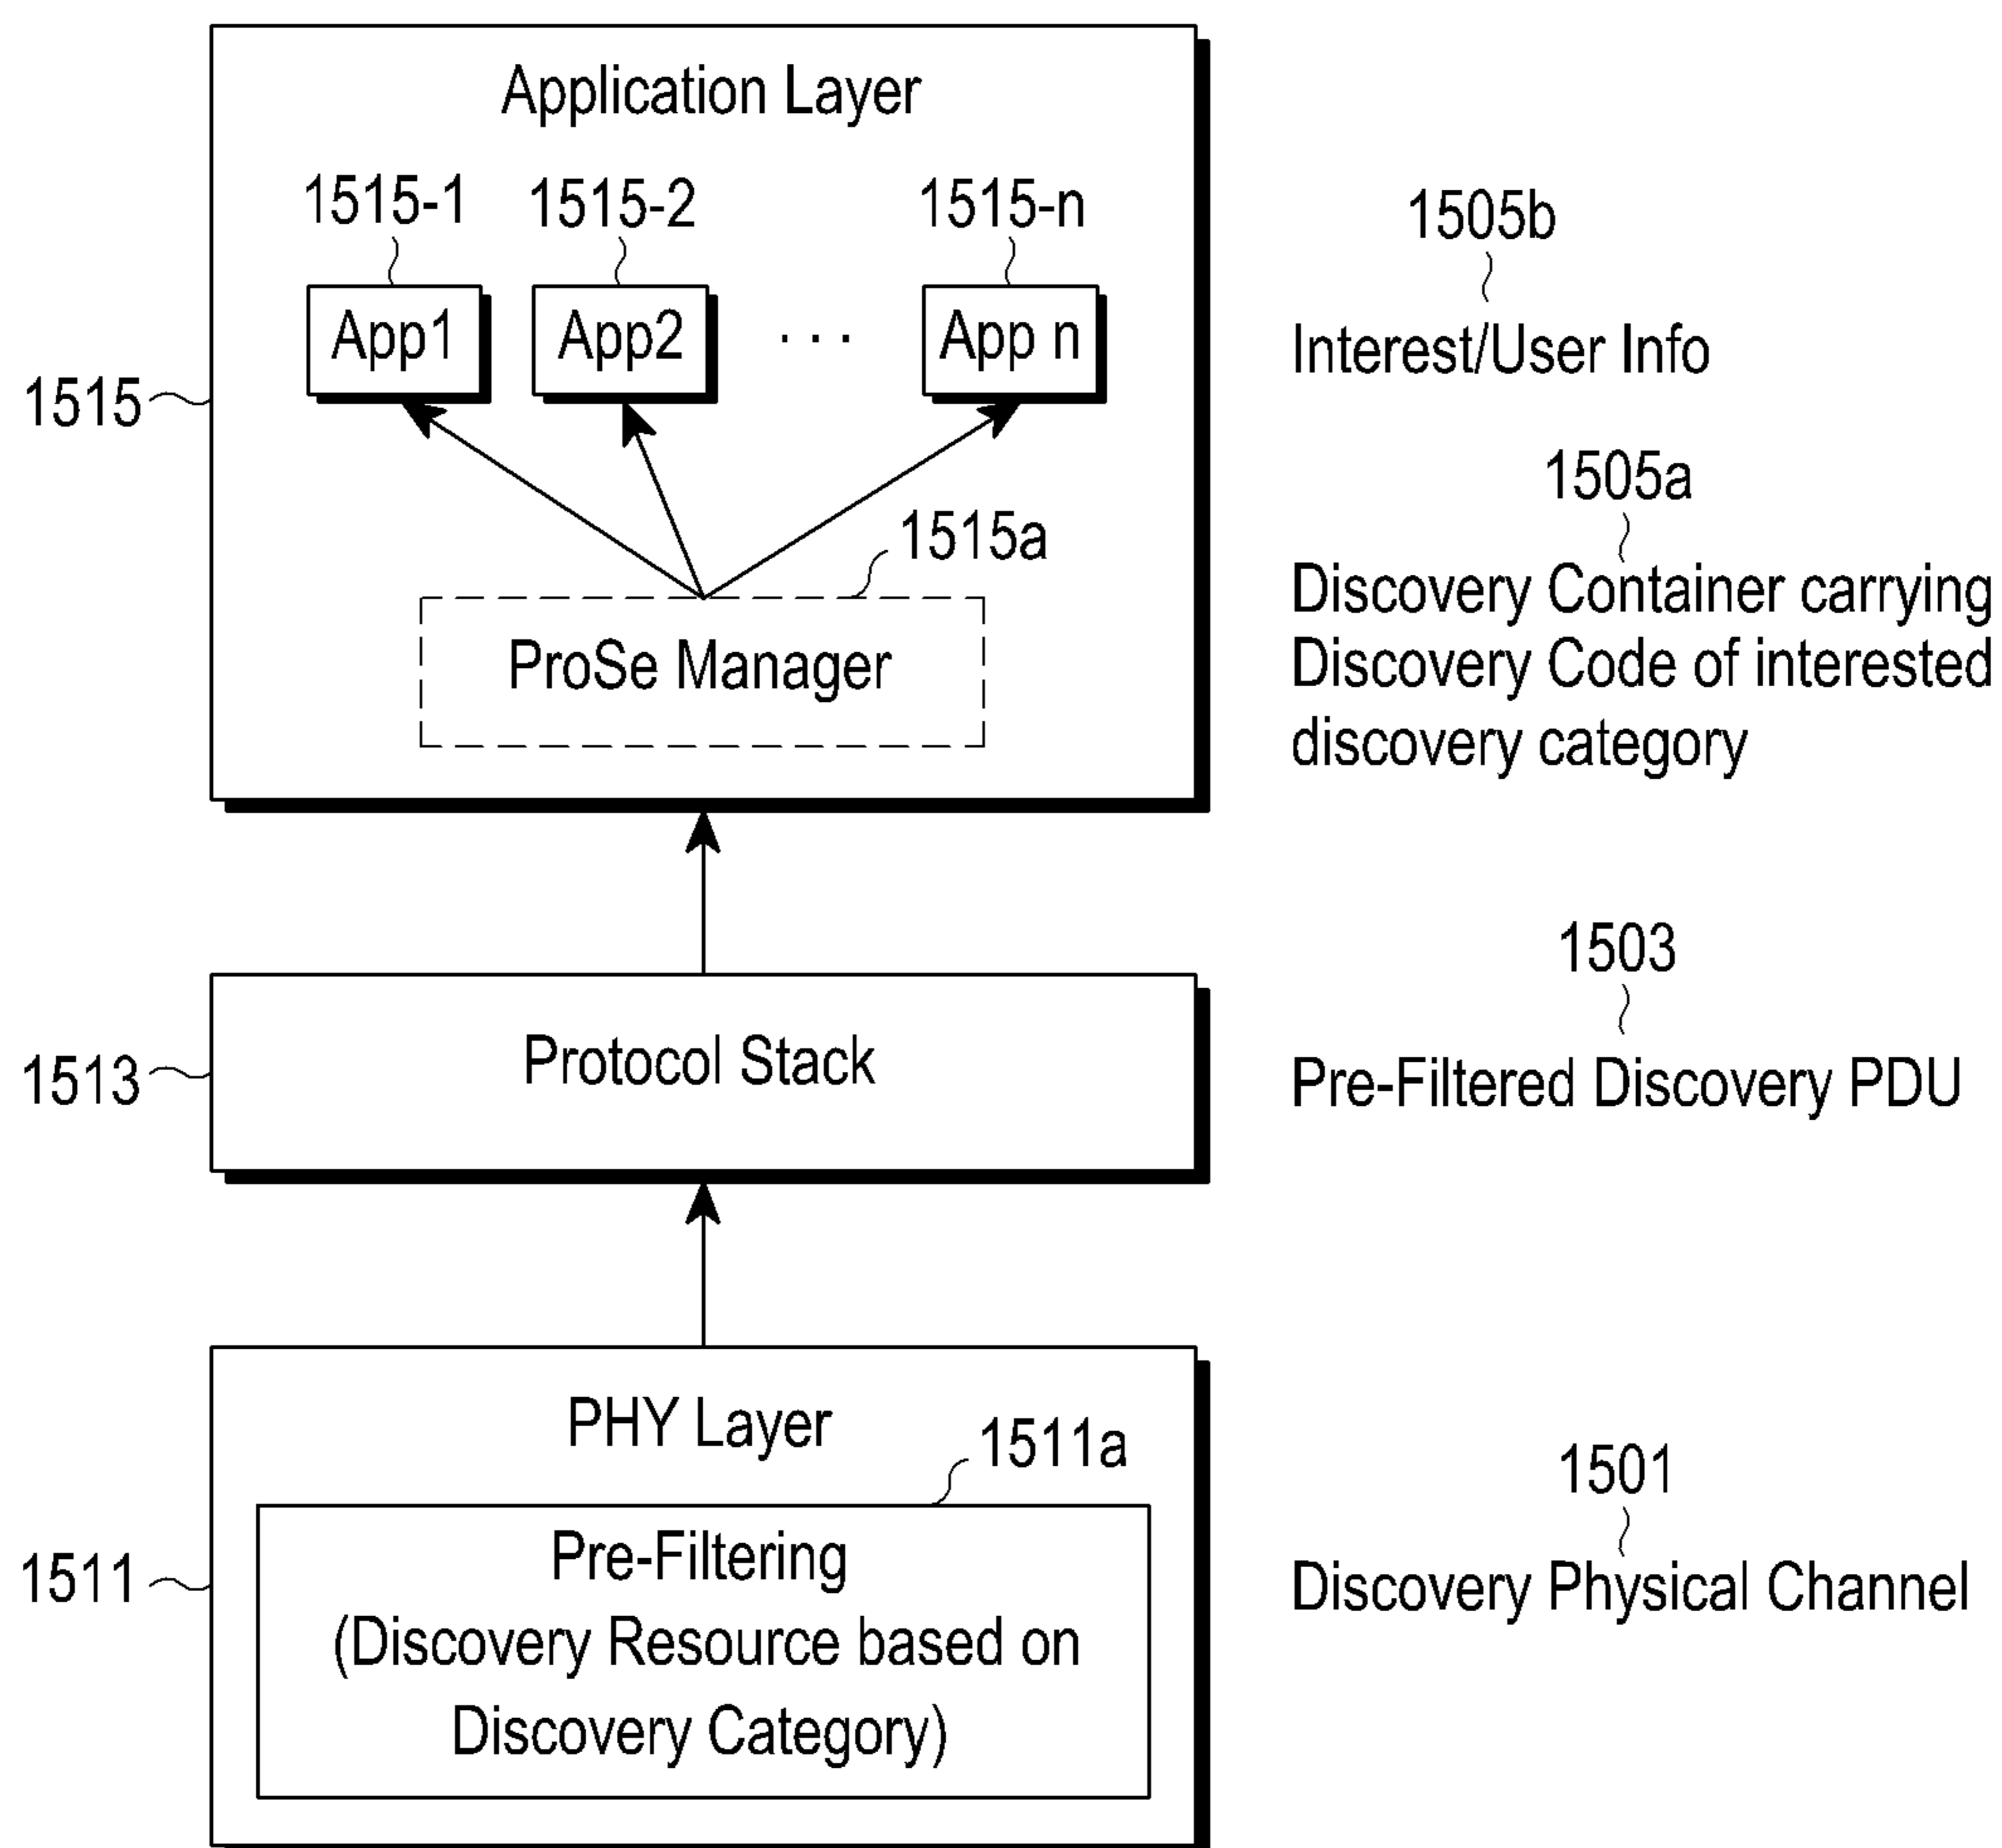 Application Layer
1515-1
1515-2
1515-n
1505b
App1
App2
. . .
App n
Interest/User Info
1515
1505a
1515a
Discovery Container carrying
Discovery Code of interested
discovery category
ProSe Manager
1503
1513
Protocol Stack
Pre-Filtered Discovery PDU
PHY Layer
1511a
1501
1511
Pre-Filtering
(Discovery Resource based on
Discovery Category)
Discovery Physical Channel